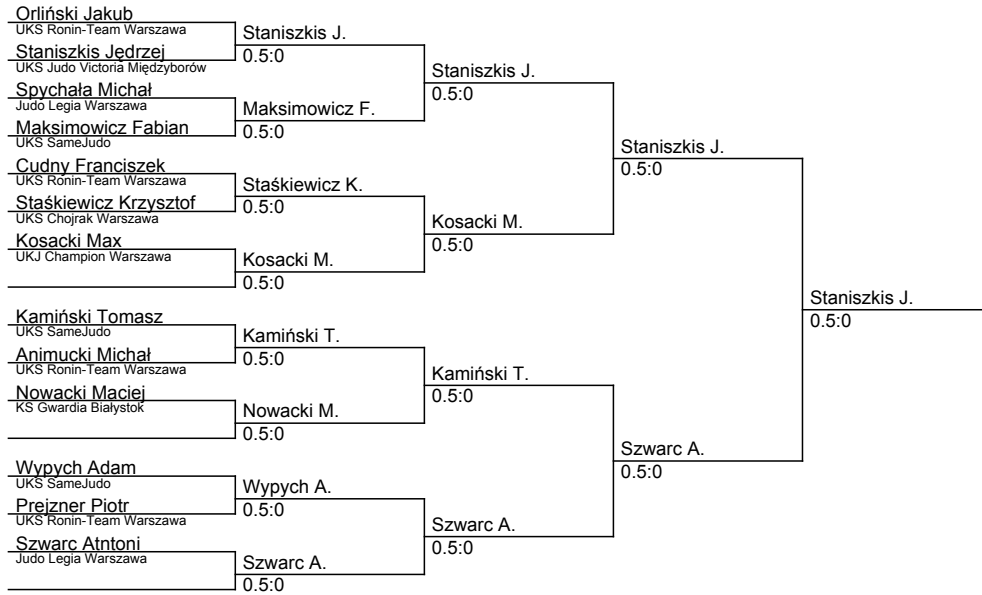 Orliński Jakub
UKS Ronin-Team Warszawa
Staniszkis Jędrzej
UKS Judo Victoria Międzyborów
Spychała Michał
Judo Legia Warszawa
Maksimowicz Fabian
UKS SameJudo
Cudny Franciszek
UKS Ronin-Team Warszawa
Staśkiewicz Krzysztof
UKS Chojrak Warszawa
Kosacki Max
UKJ Champion Warszawa
Kamiński Tomasz
UKS SameJudo
Animucki Michał
UKS Ronin-Team Warszawa
Nowacki Maciej
KS Gwardia Białystok
Wypych Adam
UKS SameJudo
Prejzner Piotr
UKS Ronin-Team Warszawa
Szwarc Atntoni
Judo Legia Warszawa
Staniszkis J.
0.5:0
Maksimowicz F.
0.5:0
Staśkiewicz K.
0.5:0
Kosacki M.
0.5:0
Kamiński T.
0.5:0
Nowacki M.
0.5:0
Wypych A.
0.5:0
Szwarc A.
0.5:0
Staniszkis J.
0.5:0
Kosacki M.
0.5:0
Kamiński T.
0.5:0
Szwarc A.
0.5:0
Staniszkis J.
0.5:0
Szwarc A.
0.5:0
Staniszkis J.
0.5:0